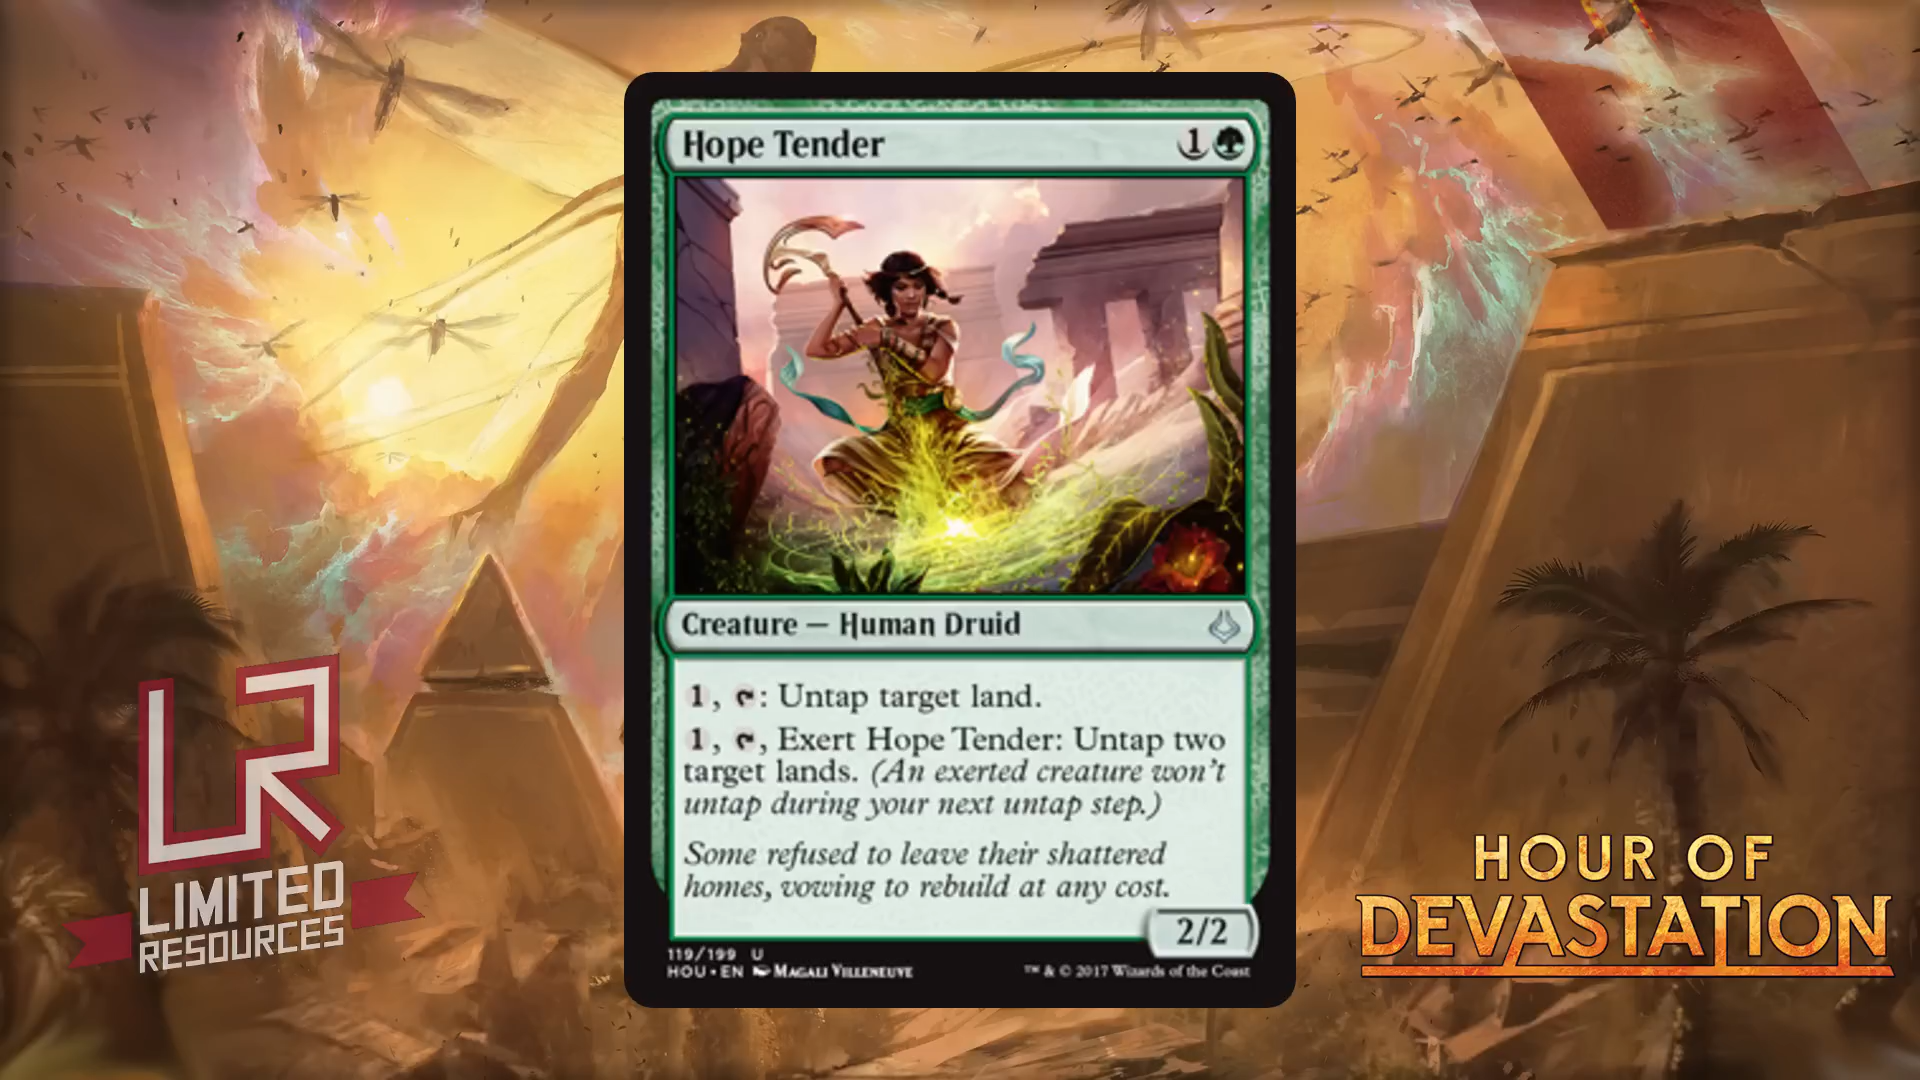 Hope Tender 1
Creature — Human Druid
1, : Untap target land.
1, , Exert Hope Tender: Untap two
target lands. (An exerted creature won't
untap during your next untap step.)
Some refused to leave their shattered
homes, vowing to rebuild at any cost.
2/2
119/199 U
HOU • EN MAGALI VILLENEUVE
™ & © 2017 Wizards of the Coast
LR
LIMITED
RESOURCES
HOUR OF
DEVASTATION